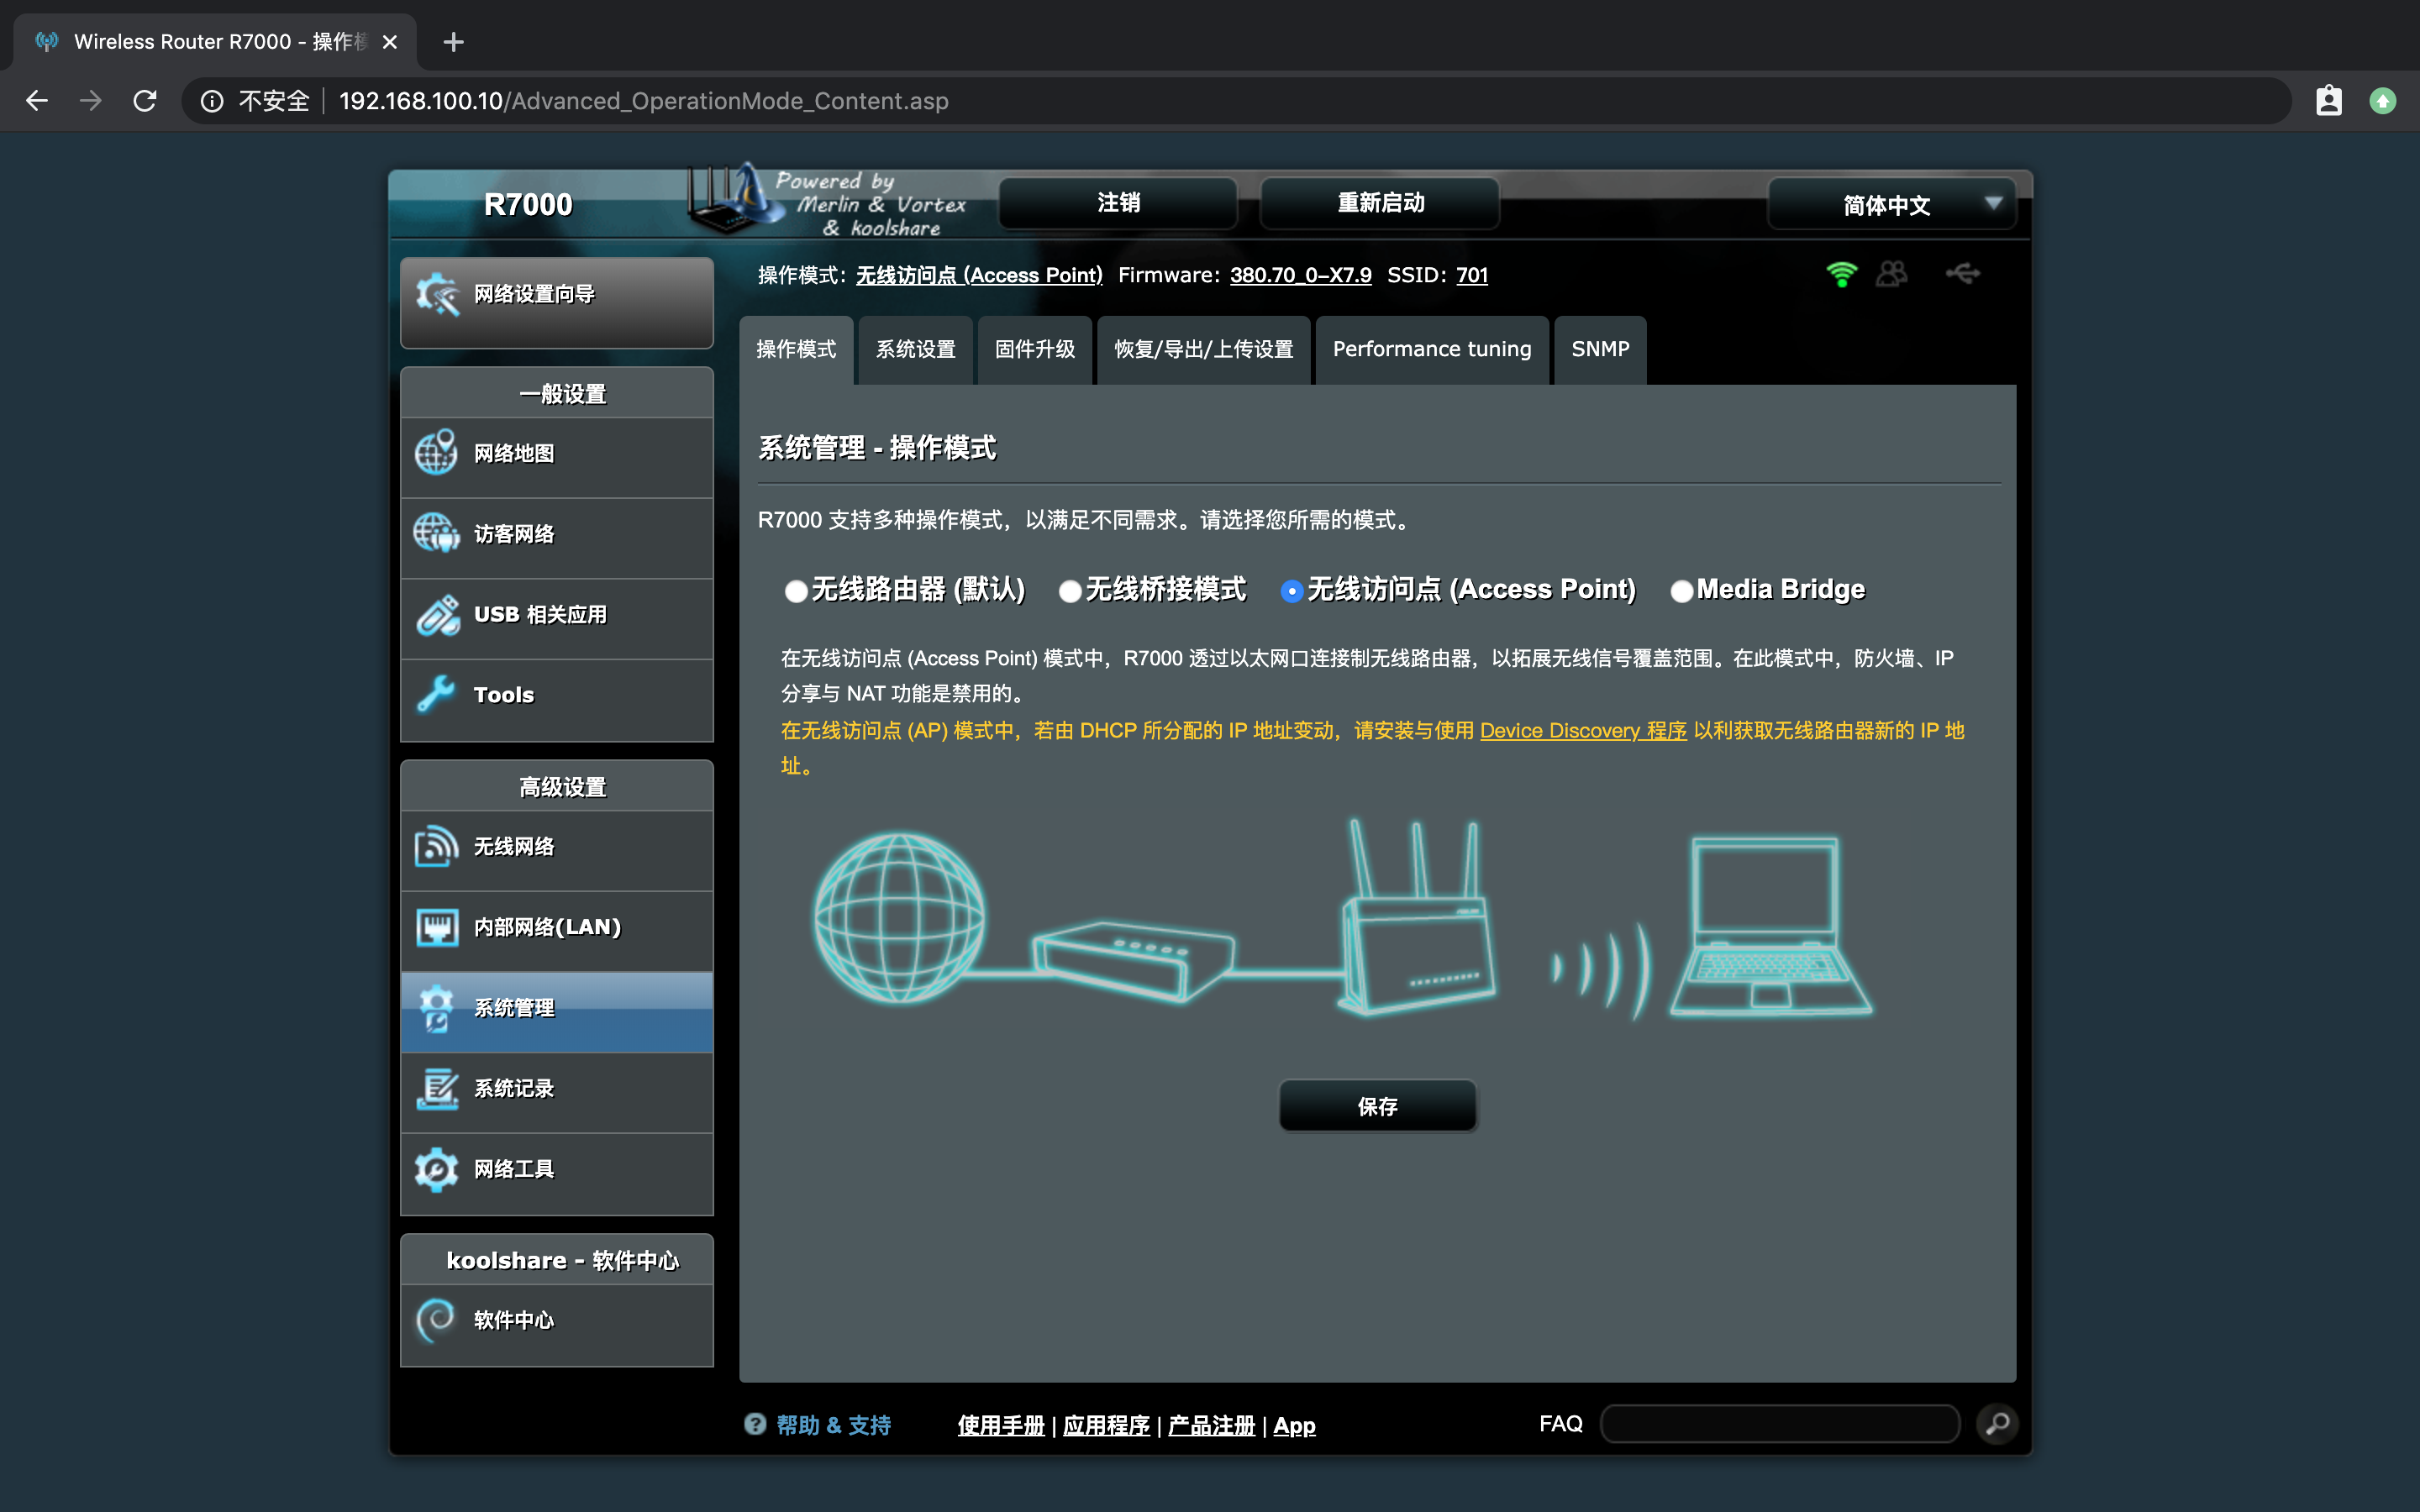 Wireless Router R7000 - 操作模
不安全 | 192.168.100.10/Advanced_OperationMode_Content.asp
R7000
Powered by
Merlin & Vortex
& koolshare
注销
重新启动
简体中文
操作模式: 无线访问点 (Access Point) Firmware: 380.70_0-X7.9 SSID: 701
网络设置向导
一般设置
网络地图
访客网络
USB 相关应用
Tools
高级设置
无线网络
内部网络(LAN)
系统管理
系统记录
网络工具
koolshare - 软件中心
软件中心
操作模式 系统设置 固件升级 恢复/导出/上传设置 Performance tuning SNMP
系统管理 - 操作模式
R7000 支持多种操作模式，以满足不同需求。请选择您所需的模式。
无线路由器 (默认) 无线桥接模式 无线访问点 (Access Point) Media Bridge
在无线访问点 (Access Point) 模式中，R7000 透过以太网口连接制无线路由器，以拓展无线信号覆盖范围。在此模式中，防火墙、IP
分享与 NAT 功能是禁用的。
在无线访问点 (AP) 模式中，若由 DHCP 所分配的 IP 地址变动，请安装与使用 Device Discovery 程序 以利获取无线路由器新的 IP 地
址。
保存
帮助 & 支持 使用手册 | 应用程序 | 产品注册 | App FAQ